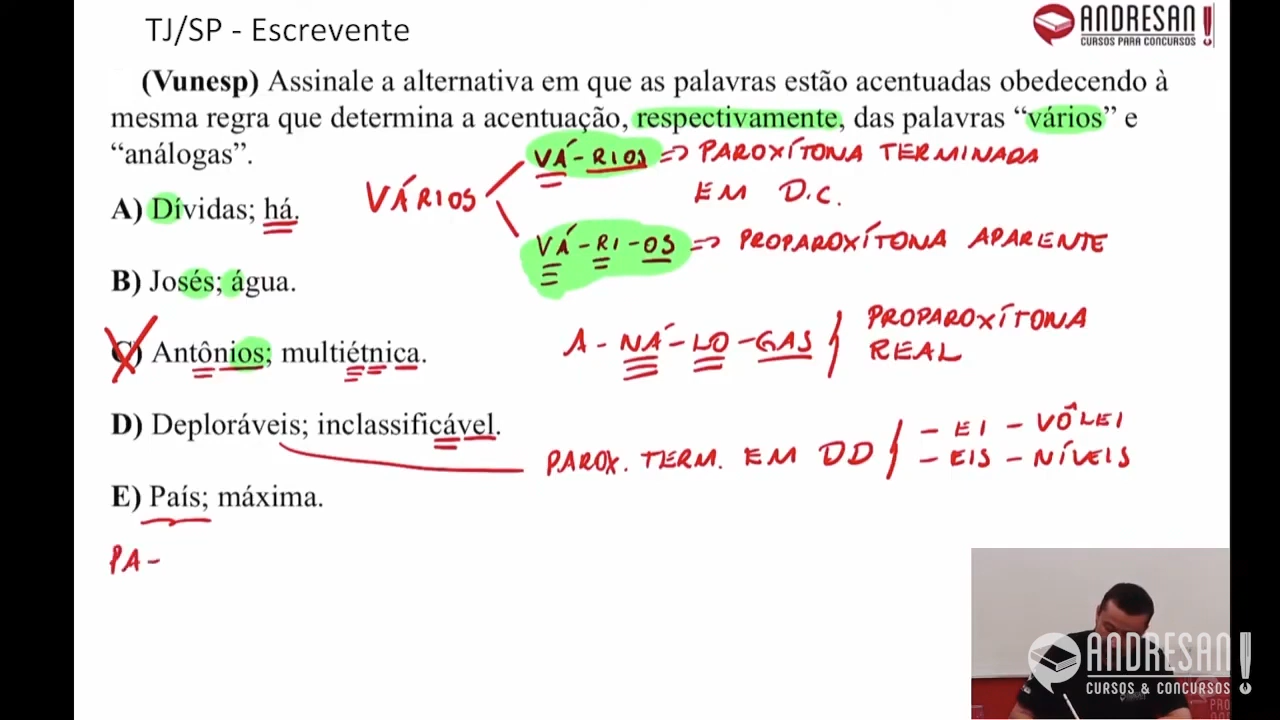 TJ/SP - Escrevente
ANDRESAN!
CURSOS PARA CONCURSOS
(Vunesp) Assinale a alternativa em que as palavras estão acentuadas obedecendo à
mesma regra que determina a acentuação, respectivamente, das palavras “vários” e
“análogas”.
VÁ-RIOS => PAROXÍTONA TERMINADA
EM D.C.
A) Dívidas; há.
VÁRIOS
VÁ-RI-OS => PROPAROXÍTONA APARENTE
B) Josés; água.
C) Antônios; multiétnica.
A-NÁ-LO-GAS
PROPAROXÍTONA
REAL
D) Deploráveis; inclassificável.
PAROX. TERM. EM DD
- EI - VÔLEI
- EIS - NÍVEIS
E) País; máxima.
PA-
ANDRESAN!
CURSOS & CONCURSOS